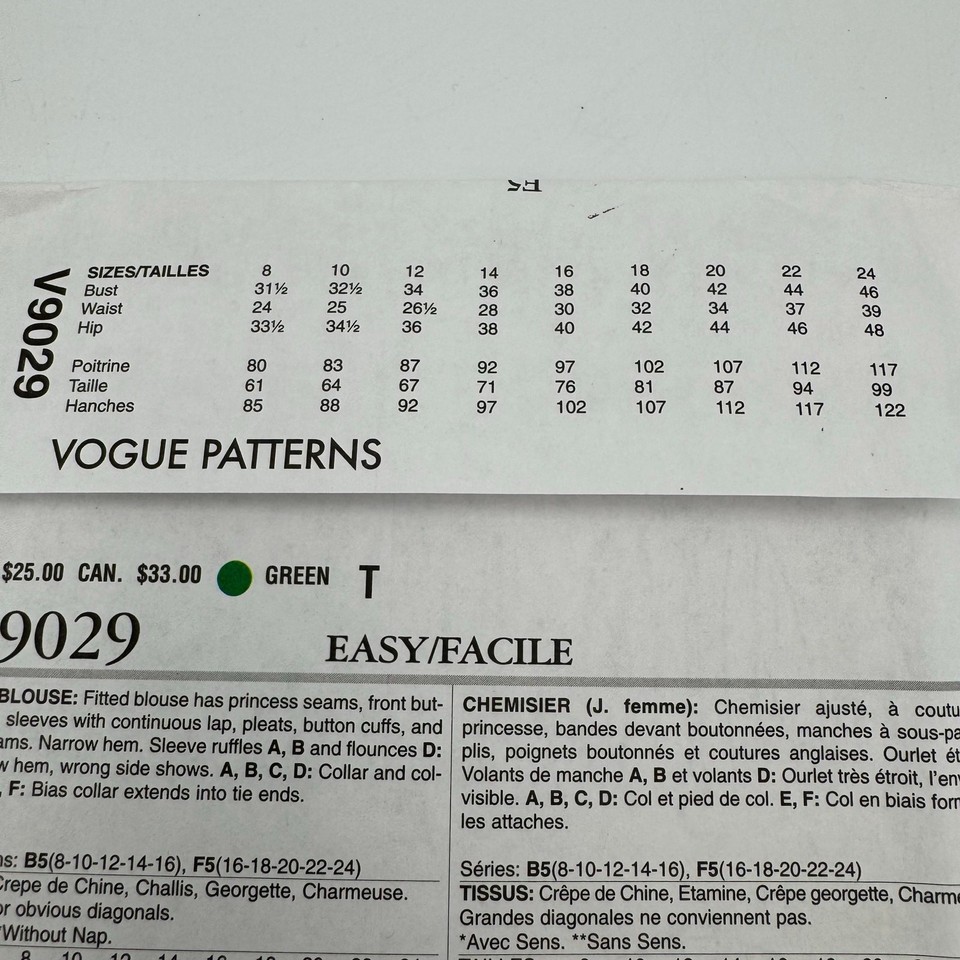 F5
V9029
SIZES/TAILLES 8 10 12 14 16 18 20 22 24
Bust 31½ 32½ 34 36 38 40 42 44 46
Waist 24 25 26½ 28 30 32 34 37 39
Hip 33½ 34½ 36 38 40 42 44 46 48
Poitrine 80 83 87 92 97 102 107 112 117
Taille 61 64 67 71 76 81 87 94 99
Hanches 85 88 92 97 102 107 112 117 122
VOGUE PATTERNS
$25.00 CAN. $33.00 GREEN T
9029 EASY/FACILE
BLOUSE: Fitted blouse has princess seams, front but-
sleeves with continuous lap, pleats, button cuffs, and
ams. Narrow hem. Sleeve ruffles A, B and flounces D:
w hem, wrong side shows. A, B, C, D: Collar and col-
, F: Bias collar extends into tie ends.
ns: B5(8-10-12-14-16), F5(16-18-20-22-24)
Crepe de Chine, Challis, Georgette, Charmeuse.
or obvious diagonals.
*Without Nap.
CHEMISIER (J. femme): Chemisier ajusté, à coutu
princesse, bandes devant boutonnées, manches à sous-pa
plis, poignets boutonnés et coutures anglaises. Ourlet ét
Volants de manche A, B et volants D: Ourlet très étroit, l'env
visible. A, B, C, D: Col et pied de col. E, F: Col en biais form
les attaches.
Séries: B5(8-10-12-14-16), F5(16-18-20-22-24)
TISSUS: Crêpe de Chine, Etamine, Crêpe georgette, Charme
Grandes diagonales ne conviennent pas.
*Avec Sens. **Sans Sens.